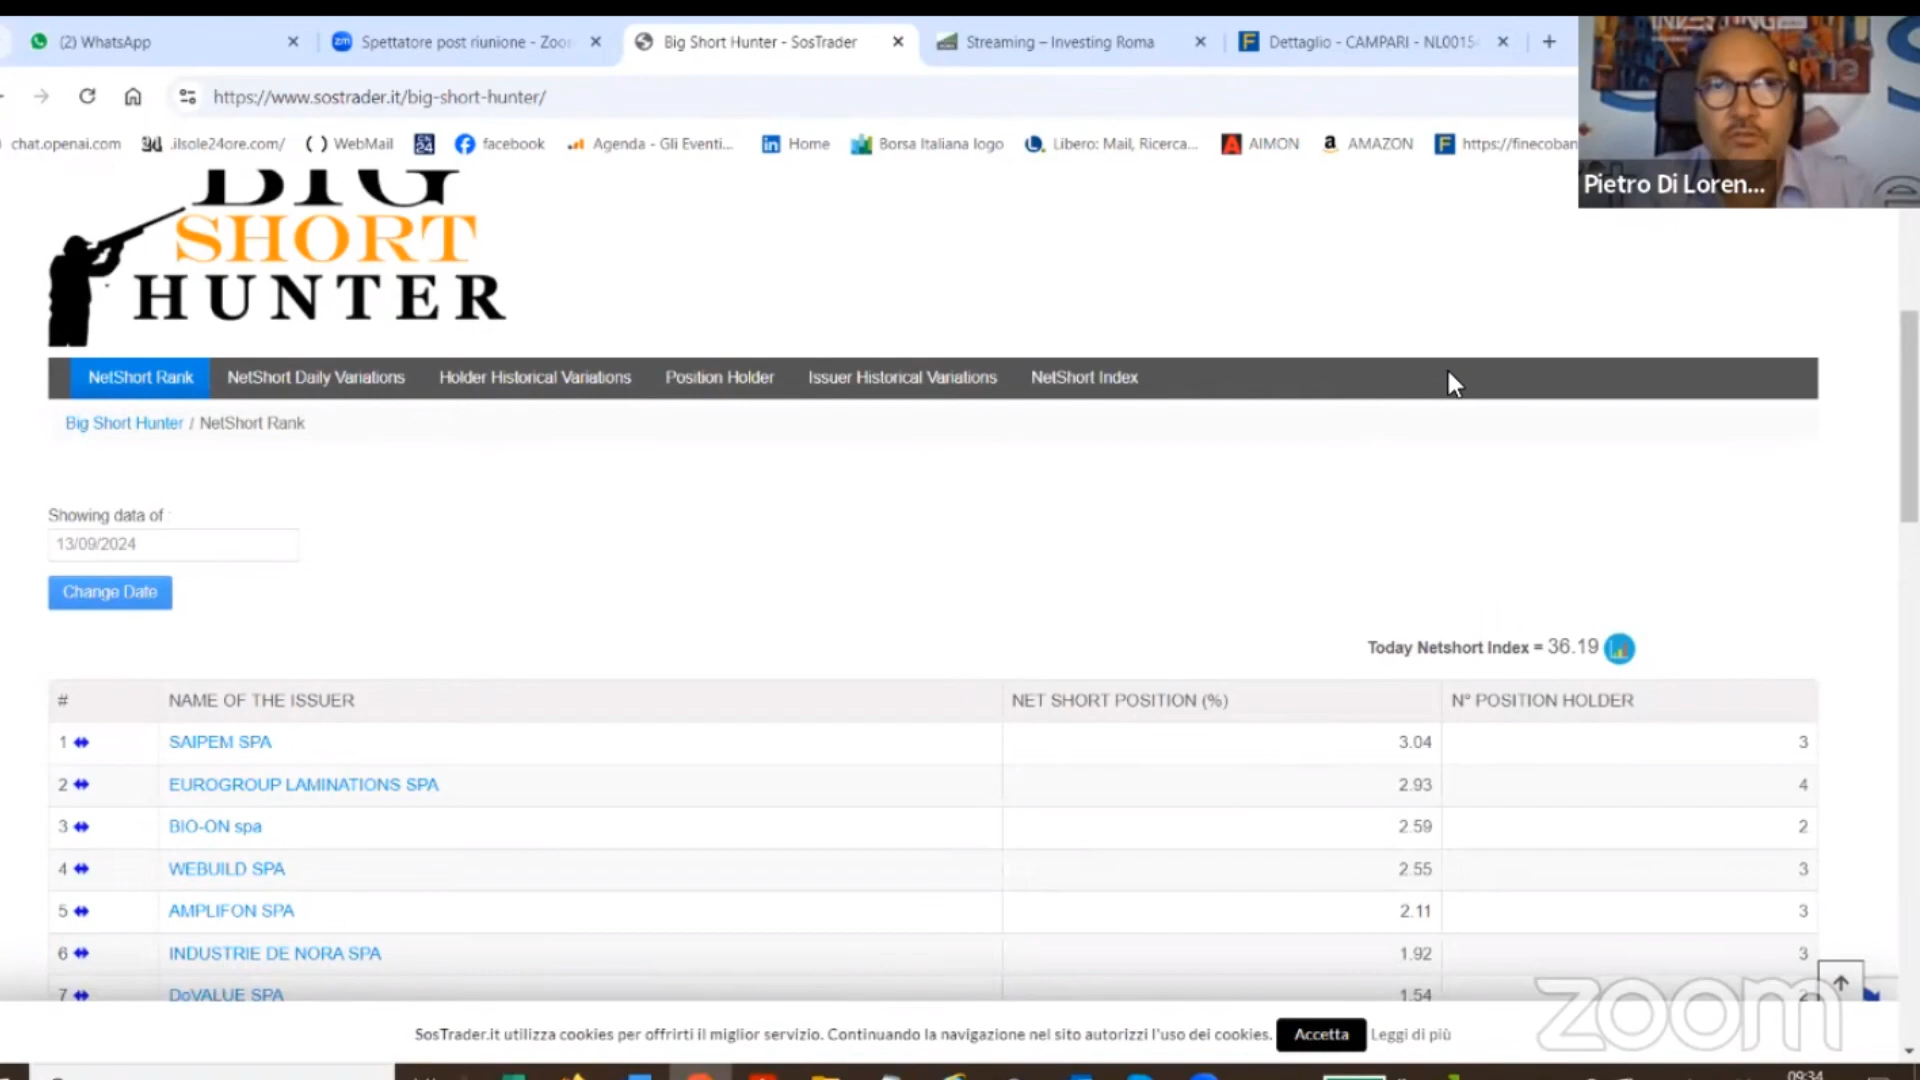 (2) WhatsApp
Spettatore post riunione - Zoo
Big Short Hunter - SosTrader
Streaming – Investing Roma
Dettaglio - CAMPARI - NL0015
https://www.sostrader.it/big-short-hunter/
chat.openai.com
.ilsole24ore.com/
WebMail
facebook
Agenda - Gli Eventi...
Home
Borsa Italiana logo
Libero: Mail, Ricerca...
AIMON
AMAZON
https://finecoban
INVESTING
Pietro Di Loren...
BIG
SHORT
HUNTER
NetShort Rank
NetShort Daily Variations
Holder Historical Variations
Position Holder
Issuer Historical Variations
NetShort Index
Big Short Hunter / NetShort Rank
Showing data of :
13/09/2024
Change Date
Today Netshort Index = 36.19
# NAME OF THE ISSUER NET SHORT POSITION (%) N° POSITION HOLDER
1 SAIPEM SPA 3.04 3
2 EUROGROUP LAMINATIONS SPA 2.93 4
3 BIO-ON spa 2.59 2
4 WEBUILD SPA 2.55 3
5 AMPLIFON SPA 2.11 3
6 INDUSTRIE DE NORA SPA 1.92 3
7 DoVALUE SPA 1.54 2
zoom
SosTrader.it utilizza cookies per offrirti il miglior servizio. Continuando la navigazione nel sito autorizzi l'uso dei cookies. Accetta Leggi di più
09:34